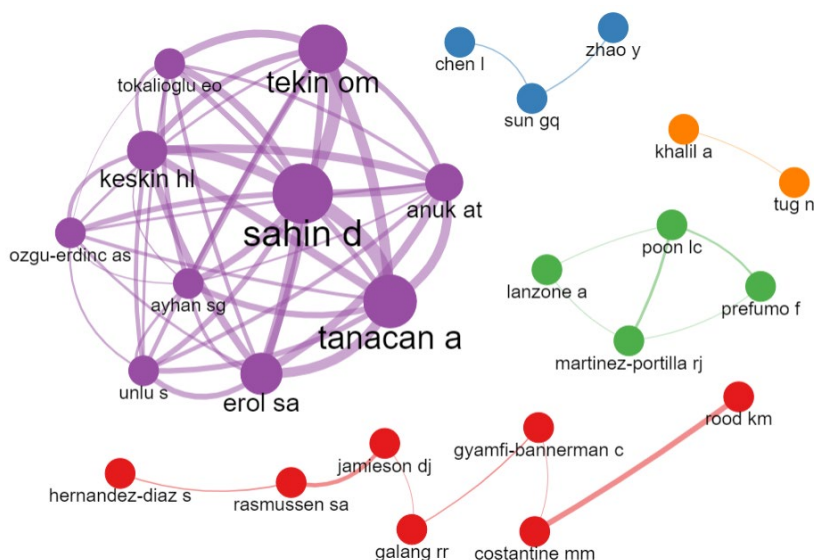 tokalioglu eo
tekin om
chen l
zhao y
sun gq
khalil a
keskin hl
anuk at
tug n
sahin d
poon lc
ozgu-erdinc as
lanzone a
ayhan sg
prefumo f
tanacan a
martinez-portilla rj
unlu s
erol sa
rood km
gyamfi-bannerman c
jamieson dj
hernandez-diaz s
rasmussen sa
galang rr
costantine mm